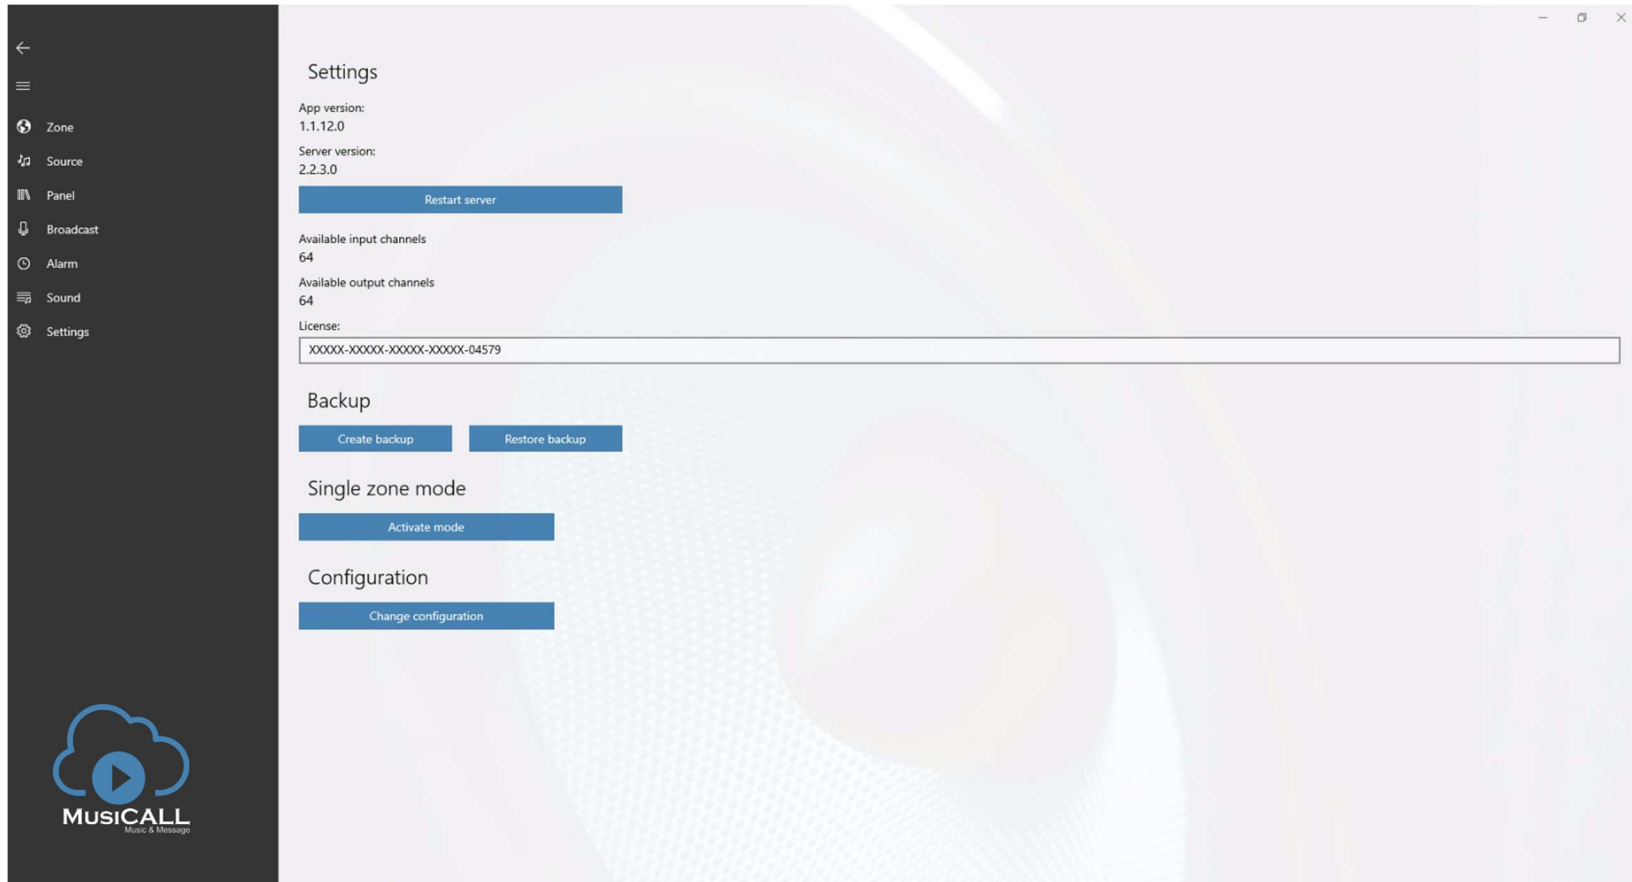 Settings
App version:
1.1.12.0
Server version:
2.2.3.0
Restart server
Available input channels
64
Available output channels
64
License:
XXXXX-XXXXX-XXXXX-XXXXX-04579
Backup
Create backup
Restore backup
Single zone mode
Activate mode
Configuration
Change configuration
Zone
Source
Panel
Broadcast
Alarm
Sound
Settings
MUSICALL
Music & Message